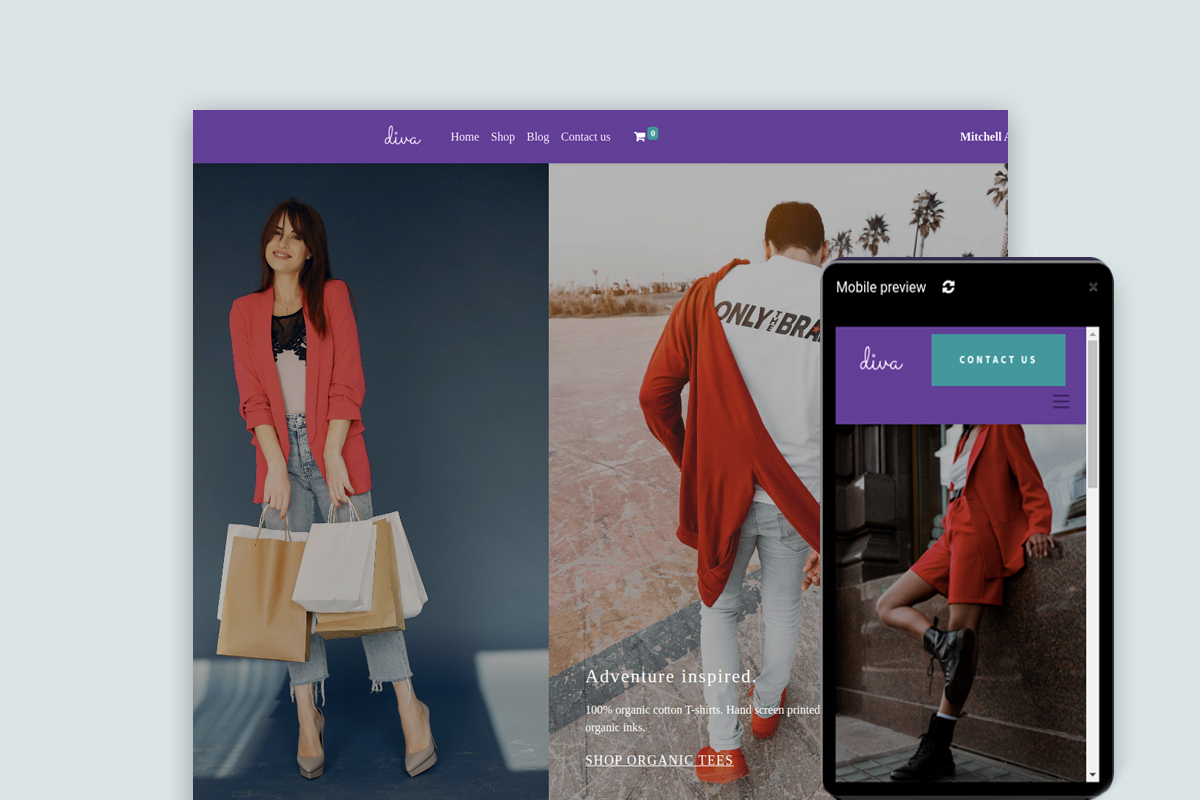 diva Home Shop Blog Contact us 0 Mitchell
ONLY THE BRA
Mobile preview
diva CONTACT US
Adventure inspired.
100% organic cotton T-shirts. Hand screen printed
organic inks.
SHOP ORGANIC TEES